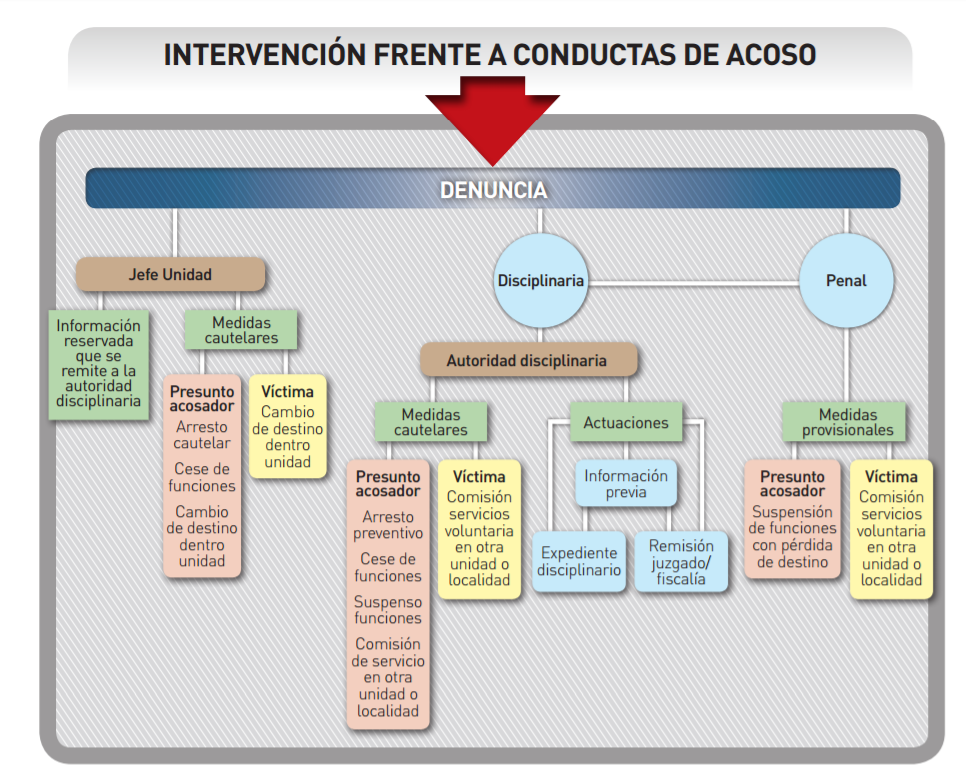 INTERVENCIÓN FRENTE A CONDUCTAS DE ACOSO
DENUNCIA
Jefe Unidad
Información
reservada
que se
remite a la
autoridad
disciplinaria
Medidas
cautelares
Presunto
acosador
Arresto
cautelar
Cese de
funciones
Cambio
de destino
dentro
unidad
Víctima
Cambio
de destino
dentro
unidad
Disciplinaria
Autoridad disciplinaria
Medidas
cautelares
Presunto
acosador
Arresto
preventivo
Cese de
funciones
Suspenso
funciones
Comisión
de servicio
en otra
unidad o
localidad
Víctima
Comisión
servicios
voluntaria
en otra
unidad o
localidad
Actuaciones
Información
previa
Expediente
disciplinario
Remisión
juzgado/
fiscalía
Penal
Medidas
provisionales
Presunto
acosador
Suspensión
de funciones
con pérdida
de destino
Víctima
Comisión
servicios
voluntaria
en otra
unidad o
localidad